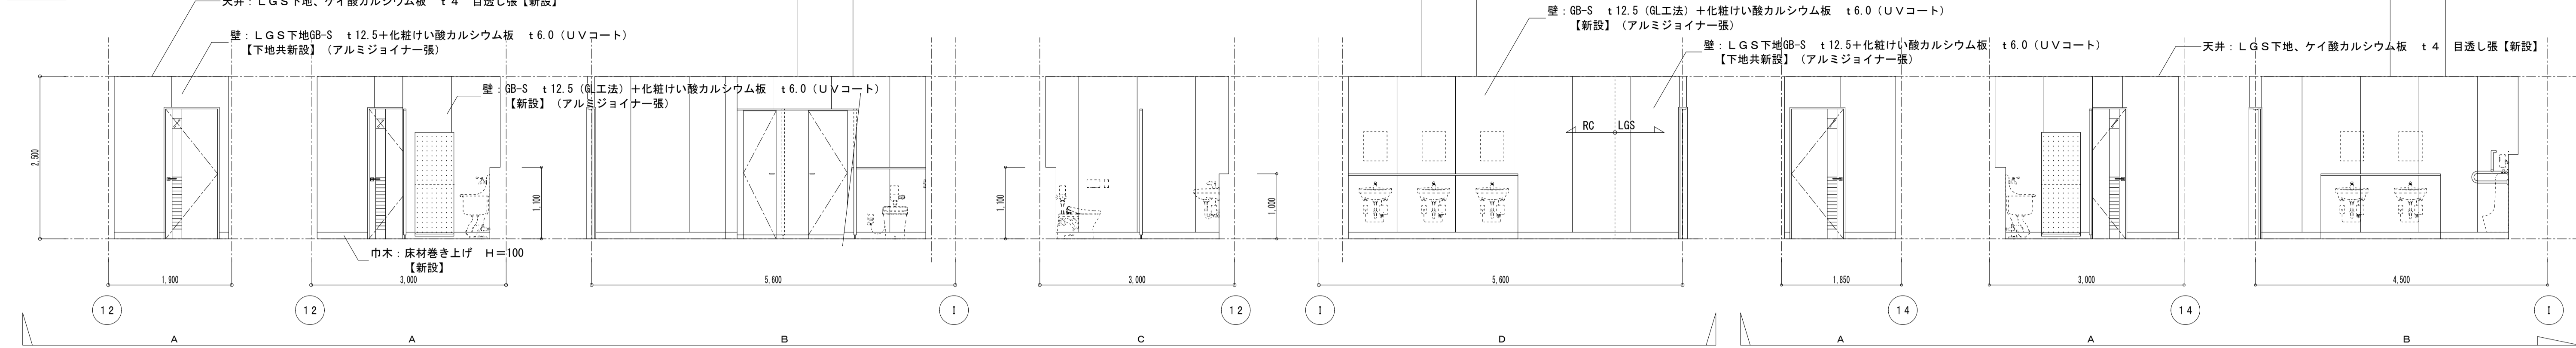 天井：ＬＧＳ下地、ケイ酸カルシウム板　ｔ４　目透し張【新設】
壁：ＬＧＳ下地GB-S　ｔ12.5＋化粧けい酸カルシウム板　ｔ6.0（ＵＶコート）
【下地共新設】（アルミジョイナー張）
壁：GB-S　ｔ12.5（GL工法）＋化粧けい酸カルシウム板　ｔ6.0（ＵＶコート）
【新設】（アルミジョイナー張）
壁：GB-S　ｔ12.5（GL工法）＋化粧けい酸カルシウム板　ｔ6.0（ＵＶコート）
【新設】（アルミジョイナー張）
壁：ＬＧＳ下地GB-S　ｔ12.5＋化粧けい酸カルシウム板　ｔ6.0（ＵＶコート）
【下地共新設】（アルミジョイナー張）
天井：ＬＧＳ下地、ケイ酸カルシウム板　ｔ４　目透し張【新設】
RC　LGS
2,500
1,100
1,100
1,000
巾木：床材巻き上げ　Ｈ＝100
【新設】
1,900
3,000
5,600
3,000
5,600
1,850
3,000
4,500
12
12
I
12
I
14
14
I
A
A
B
C
D
A
A
B